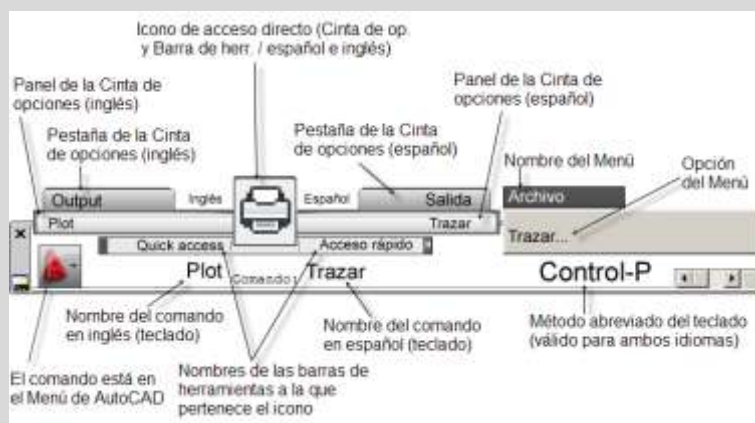 Icono de acceso directo (Cinta de op.
y Barra de herr. / español e inglés)
Panel de la Cinta de
opciones (inglés)
Panel de la Cinta de
opciones (español)
Pestaña de la Cinta
de opciones (inglés)
Pestaña de la Cinta
de opciones (español)
Nombre del Menú
Opción
del Menú
Output
Inglés
Español
Salida
Archivo
Plot
Trazar
Trazar...
Quick access
Acceso rápido
Plot
Comando:
Trazar
Control-P
Nombre del comando
en inglés (teclado)
Nombre del comando
en español (teclado)
Método abreviado del teclado
(válido para ambos idiomas)
El comando está en
el Menú de AutoCAD
Nombres de las barras de
herramientas a la que
pertenece el icono